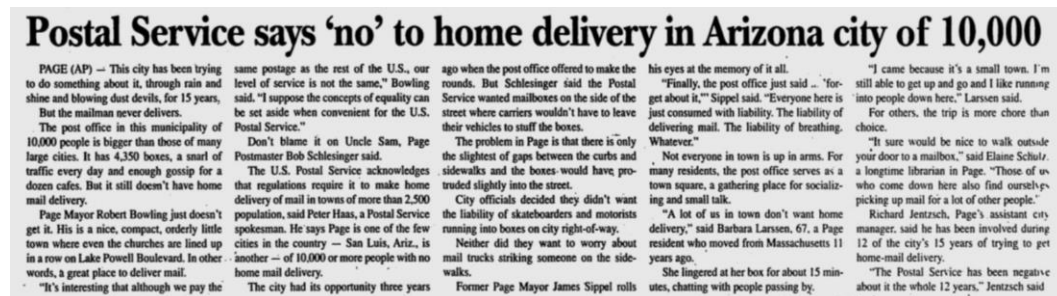 Postal Service says 'no' to home delivery in Arizona city of 10,000
PAGE (AP) — This city has been trying
to do something about it, through rain and
shine and blowing dust devils, for 15 years,
But the mailman never delivers.
The post office in this municipality of
10,000 people is bigger than those of many
large cities. It has 4,350 boxes, a snarl of
traffic every day and enough gossip for a
dozen cafes. But it still doesn't have home
mail delivery.
Page Mayor Robert Bowling just doesn't
get it. His is a nice, compact, orderly little
town where even the churches are lined up
in a row on Lake Powell Boulevard. In other
words, a great place to deliver mail.
"It's interesting that although we pay the
same postage as the rest of the U.S., our
level of service is not the same," Bowling
said. "I suppose the concepts of equality can
be set aside when convenient for the U.S.
Postal Service."
Don't blame it on Uncle Sam, Page
Postmaster Bob Schlesinger said.
The U.S. Postal Service acknowledges
that regulations require it to make home
delivery of mail in towns of more than 2,500
population, said Peter Haas, a Postal Service
spokesman. He says Page is one of the few
cities in the country — San Luis, Ariz., is
another — of 10,000 or more people with no
home mail delivery.
The city had its opportunity three years
ago when the post office offered to make the
rounds. But Schlesinger said the Postal
Service wanted mailboxes on the side of the
street where carriers wouldn't have to leave
their vehicles to stuff the boxes.
The problem in Page is that there is only
the slightest of gaps between the curbs and
sidewalks and the boxes would have pro-
truded slightly into the street.
City officials decided they didn't want
the liability of skateboarders and motorists
running into boxes on city right-of-way.
Neither did they want to worry about
mail trucks striking someone on the side-
walks.
Former Page Mayor James Sippel rolls
his eyes at the memory of it all.
"Finally, the post office just said ... 'for-
get about it,'" Sippel said. "Everyone here is
just consumed with liability. The liability of
delivering mail. The liability of breathing.
Whatever."
Not everyone in town is up in arms. For
many residents, the post office serves as a
town square, a gathering place for socializ-
ing and small talk.
"A lot of us in town don't want home
delivery," said Barbara Larssen, 67, a Page
resident who moved from Massachusetts 11
years ago.
She lingered at her box for about 15 min-
utes, chatting with people passing by.
"I came because it's a small town. I'm
still able to get up and go and I like running
into people down here," Larssen said.
For others, the trip is more chore than
choice.
"It sure would be nice to walk outside
your door to a mailbox," said Elaine Schulz,
a longtime librarian in Page. "Those of us
who come down here also find ourselves
picking up mail for a lot of other people."
Richard Jentzsch, Page's assistant city
manager, said he has been involved during
12 of the city's 15 years of trying to get
home-mail delivery.
"The Postal Service has been negative
about it the whole 12 years," Jentzsch said